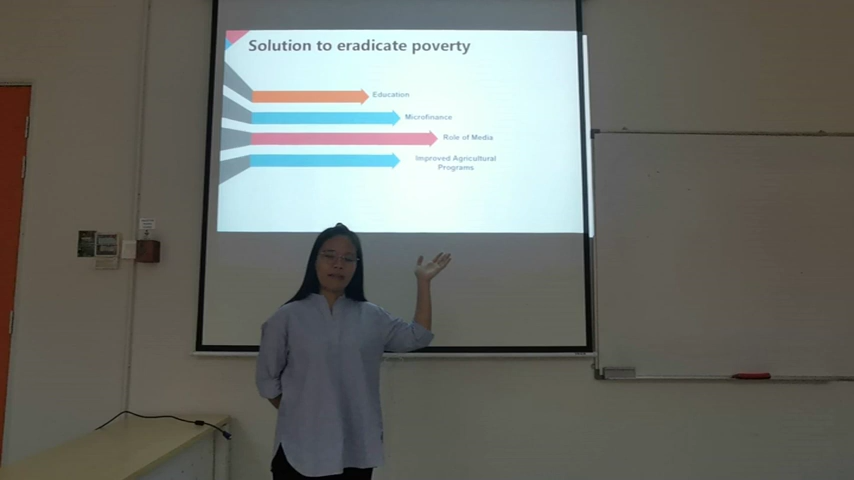 Solution to eradicate poverty
Education
Microfinance
Role of Media
Improved Agricultural
Programs